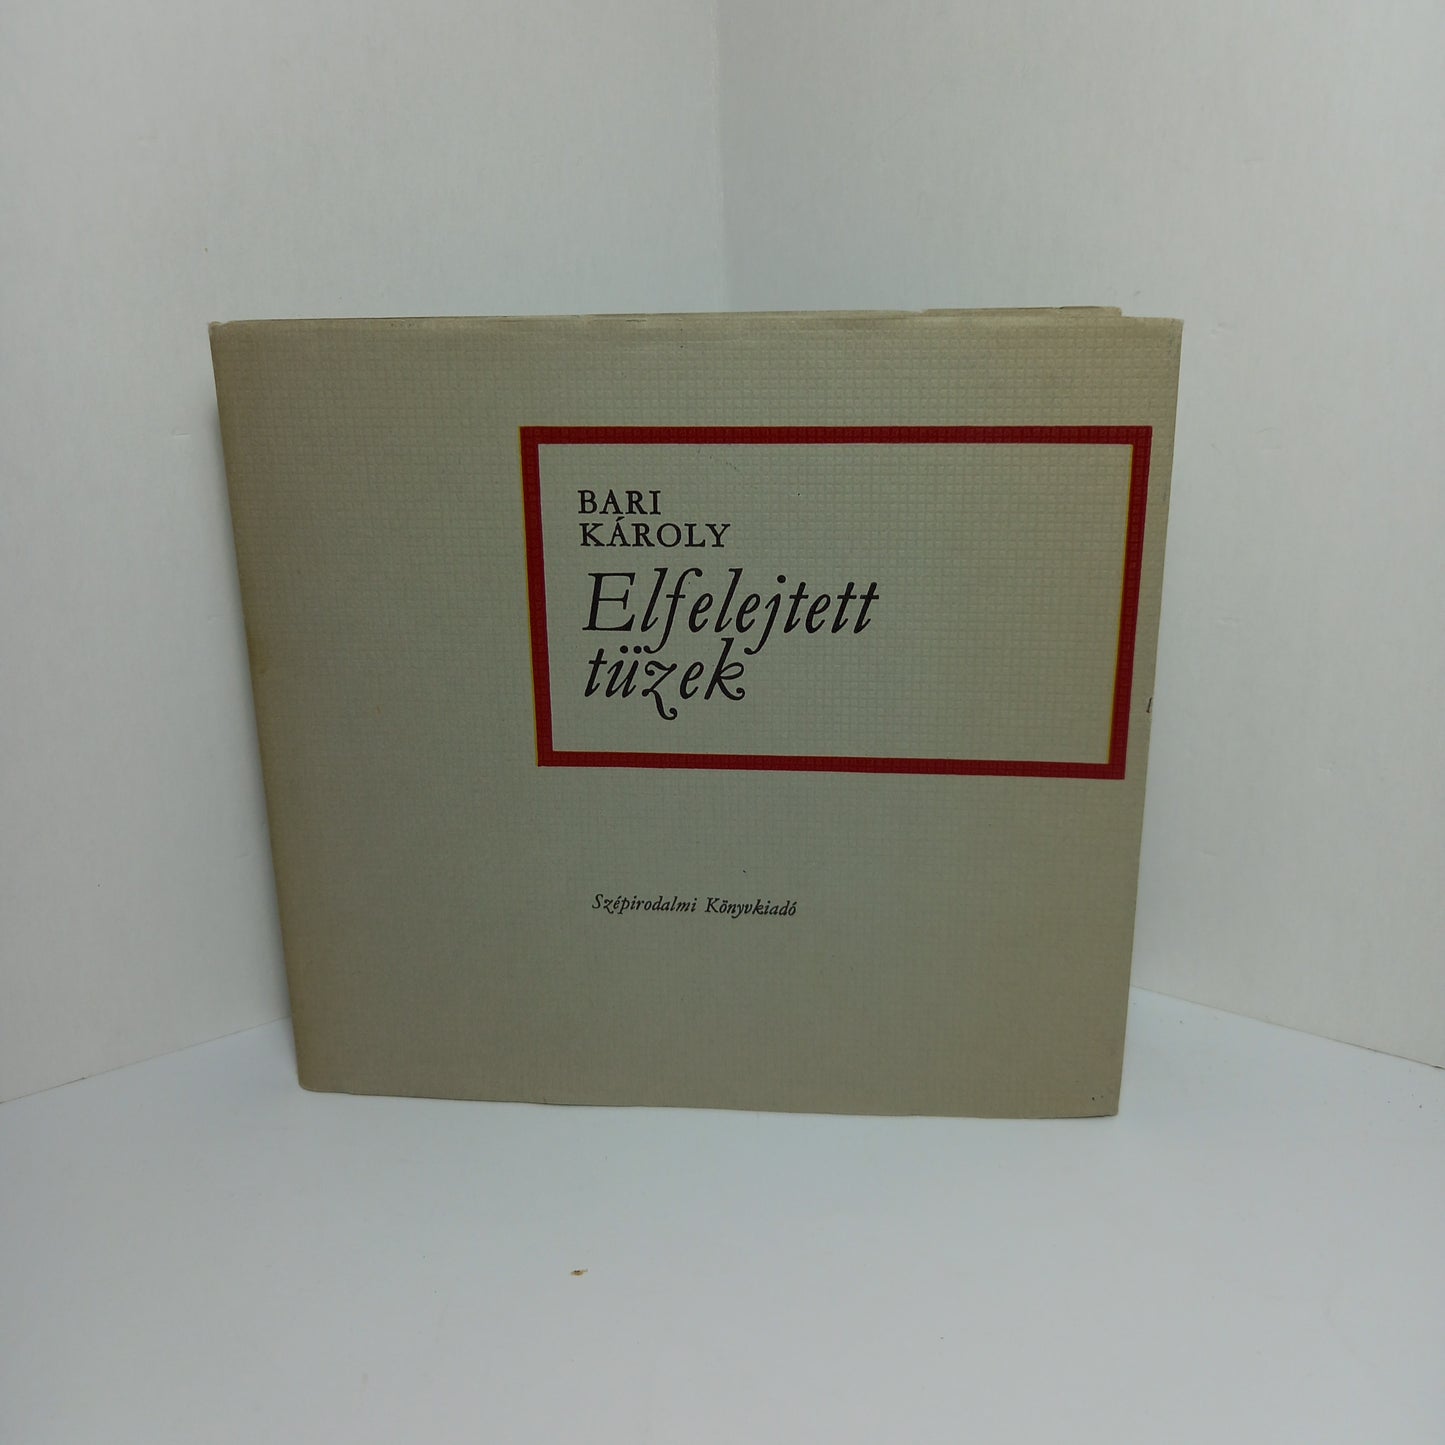 BARI
KÁROLY
Elfelejtett
tüzek
Szépirodalmi Könyvkiadó